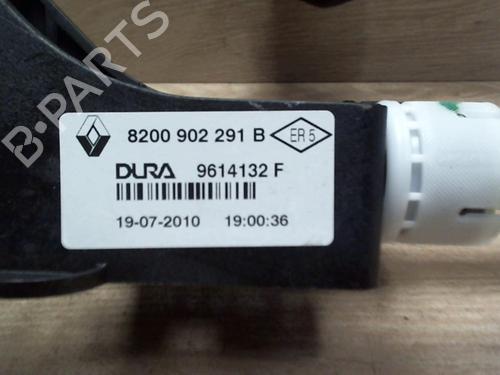 B-PARTS
8200 902 291 B
ER 5
DURA 9614132 F
19-07-2010 19:00:36